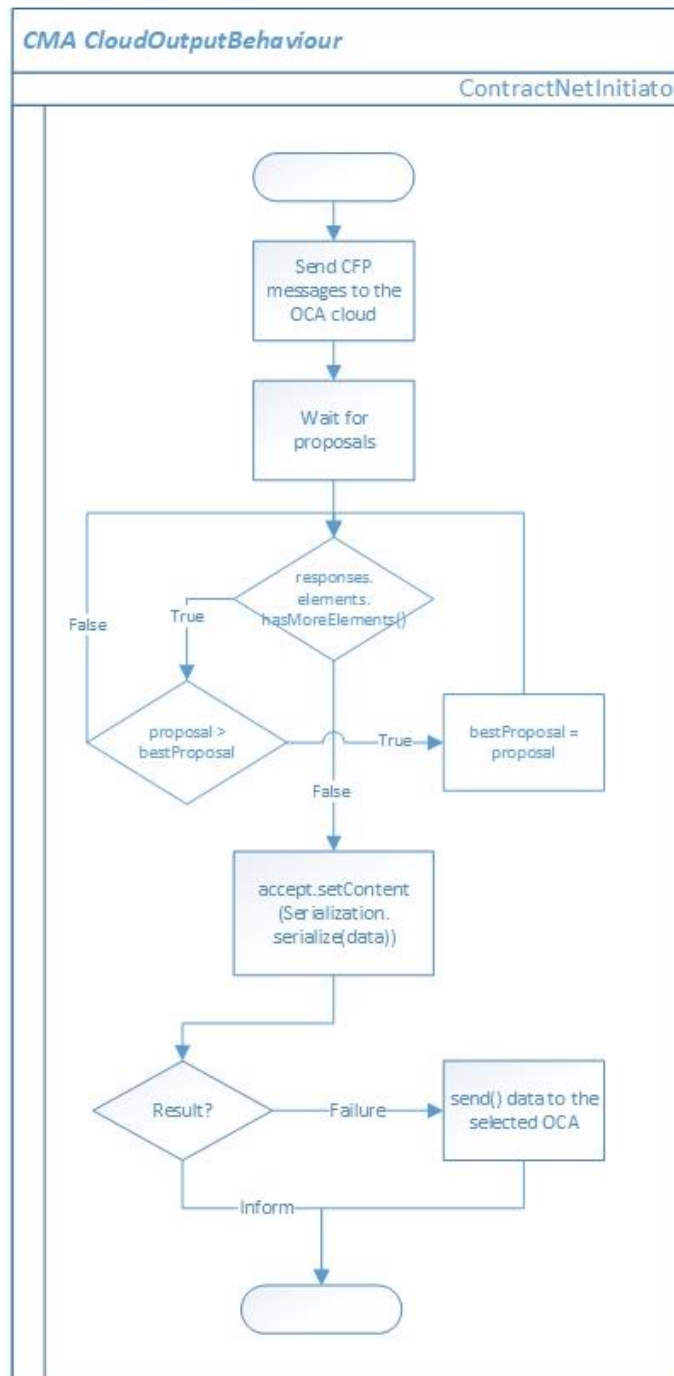 CMA CloudOutputBehaviour
ContractNetInitiato
Send CFP
messages to the
OCA cloud
Wait for
proposals
responses.
elements.
hasMoreElements()
False
True
proposal >
bestProposal
True
bestProposal =
proposal
False
accept.setContent
(Serialization.
serialize(data))
Result?
Failure
send() data to the
selected OCA
Inform